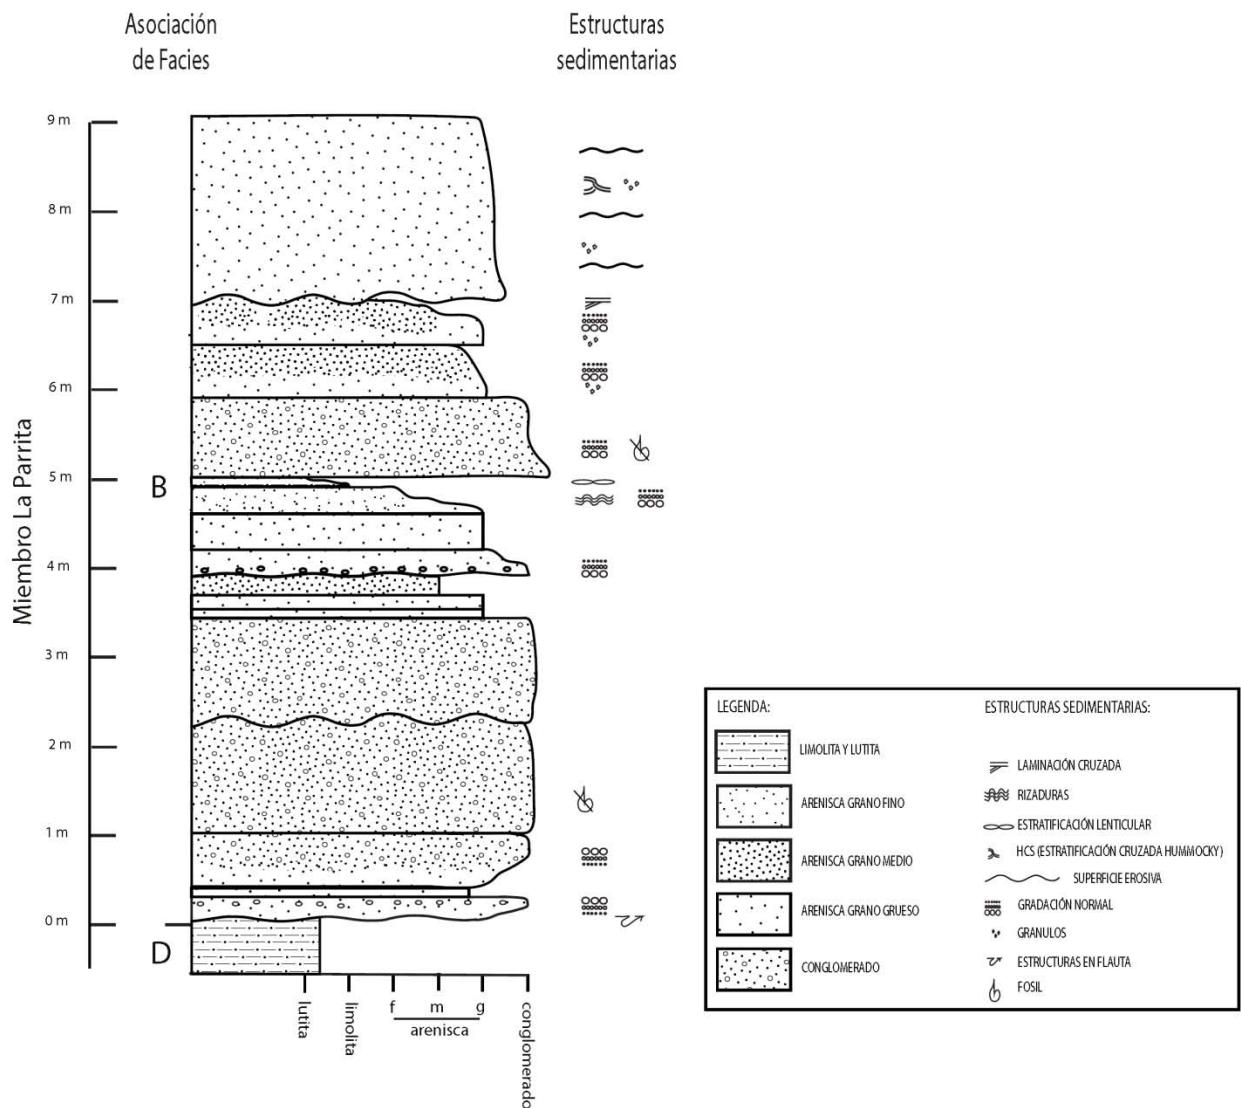 Asociación
de Facies
Estructuras
sedimentarias
9 m
8 m
7 m
6 m
5 m
4 m
3 m
2 m
1 m
0 m
Miembro La Parrita
B
D
lutita
limolita
f
m
g
arenisca
conglomerado
LEGENDA:
LIMOLITA Y LUTITA
ARENISCA GRANO FINO
ARENISCA GRANO MEDIO
ARENISCA GRANO GRUESO
CONGLOMERADO
ESTRUCTURAS SEDIMENTARIAS:
LAMINACIÓN CRUZADA
RIZADURAS
ESTRATIFICACIÓN LENTICULAR
HCS (ESTRATIFICACIÓN CRUZADA HUMMOCKY)
SUPERFICIE EROSIVA
GRADACIÓN NORMAL
GRANULOS
ESTRUCTURAS EN FLAUTA
FOSIL